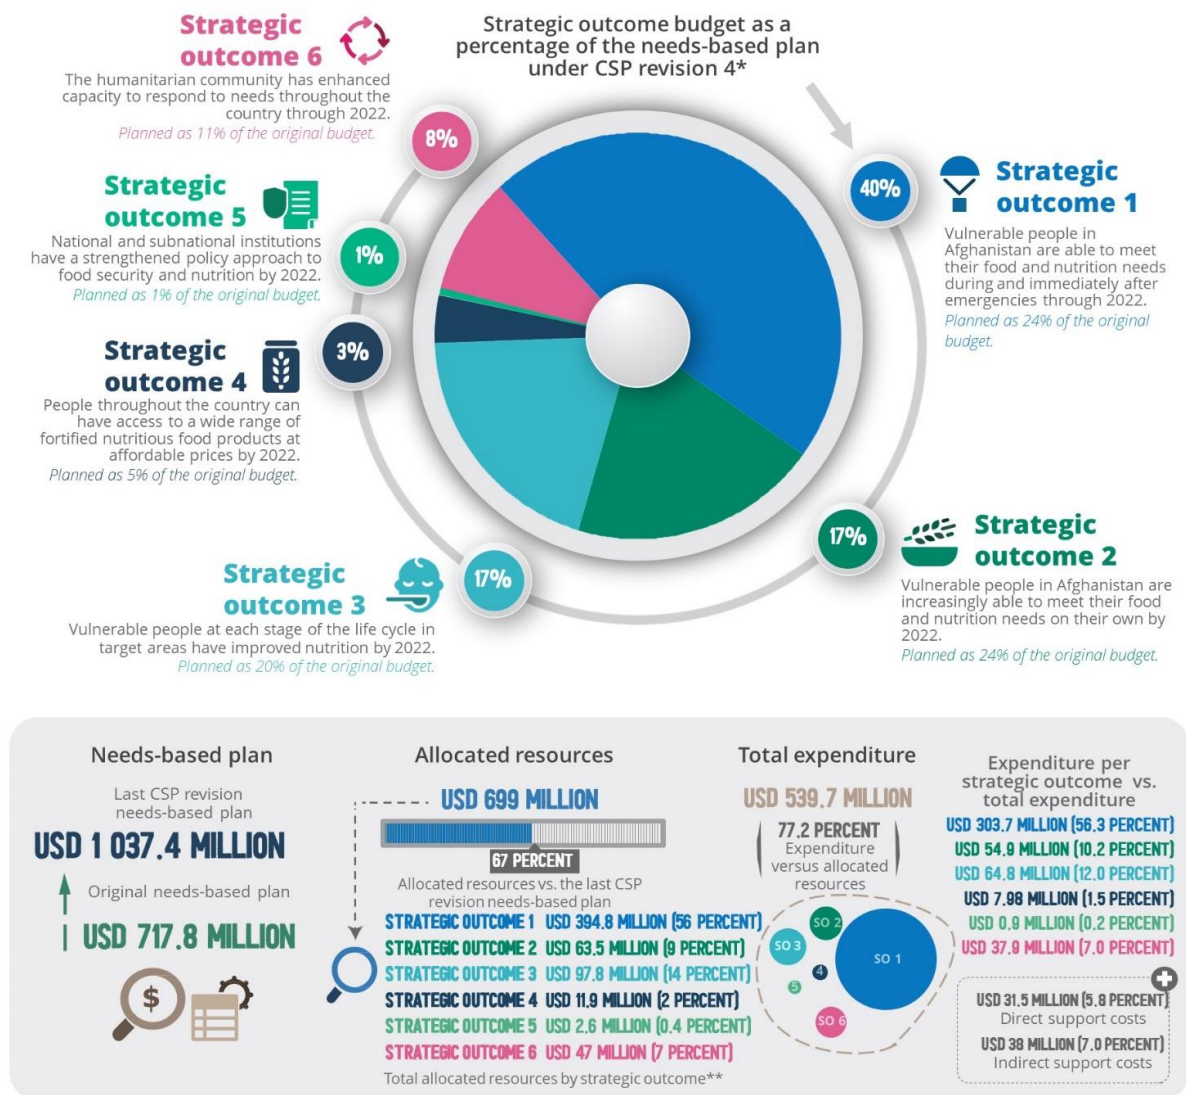 Strategic outcome budget as a
percentage of the needs-based plan
under CSP revision 4*
Strategic
outcome 6
The humanitarian community has enhanced
capacity to respond to needs throughout the
country through 2022.
Planned as 11% of the original budget.
8%
Strategic
outcome 5
National and subnational institutions
have a strengthened policy approach to
food security and nutrition by 2022.
Planned as 1% of the original budget.
1%
Strategic
outcome 4
People throughout the country can
have access to a wide range of
fortified nutritious food products at
affordable prices by 2022.
Planned as 5% of the original budget.
3%
Strategic
outcome 3
Vulnerable people at each stage of the life cycle in
target areas have improved nutrition by 2022.
Planned as 20% of the original budget.
17%
40%
Strategic
outcome 1
Vulnerable people in
Afghanistan are able to meet
their food and nutrition needs
during and immediately after
emergencies through 2022.
Planned as 24% of the original
budget.
17%
Strategic
outcome 2
Vulnerable people in Afghanistan are
increasingly able to meet their food
and nutrition needs on their own by
2022.
Planned as 24% of the original budget.
Needs-based plan
Last CSP revision
needs-based plan
USD 1 037.4 MILLION
Original needs-based plan
USD 717.8 MILLION
$
Allocated resources
USD 699 MILLION
67 PERCENT
Allocated resources vs. the last CSP
revision needs-based plan
STRATEGIC OUTCOME 1 USD 394.8 MILLION (56 PERCENT)
STRATEGIC OUTCOME 2 USD 63.5 MILLION (9 PERCENT)
STRATEGIC OUTCOME 3 USD 97.8 MILLION (14 PERCENT)
STRATEGIC OUTCOME 4 USD 11.9 MILLION (2 PERCENT)
STRATEGIC OUTCOME 5 USD 2.6 MILLION (0.4 PERCENT)
STRATEGIC OUTCOME 6 USD 47 MILLION (7 PERCENT)
Total allocated resources by strategic outcome**
Total expenditure
USD 539.7 MILLION
77.2 PERCENT
Expenditure
versus allocated
resources
SO 2
SO 3
SO 1
4
5
SO 6
Expenditure per
strategic outcome vs.
total expenditure
USD 303.7 MILLION (56.3 PERCENT)
USD 54.9 MILLION (10.2 PERCENT)
USD 64.8 MILLION (12.0 PERCENT)
USD 7.98 MILLION (1.5 PERCENT)
USD 0.9 MILLION (0.2 PERCENT)
USD 37.9 MILLION (7.0 PERCENT)
USD 31.5 MILLION (5.8 PERCENT)
Direct support costs
USD 38 MILLION (7.0 PERCENT)
Indirect support costs